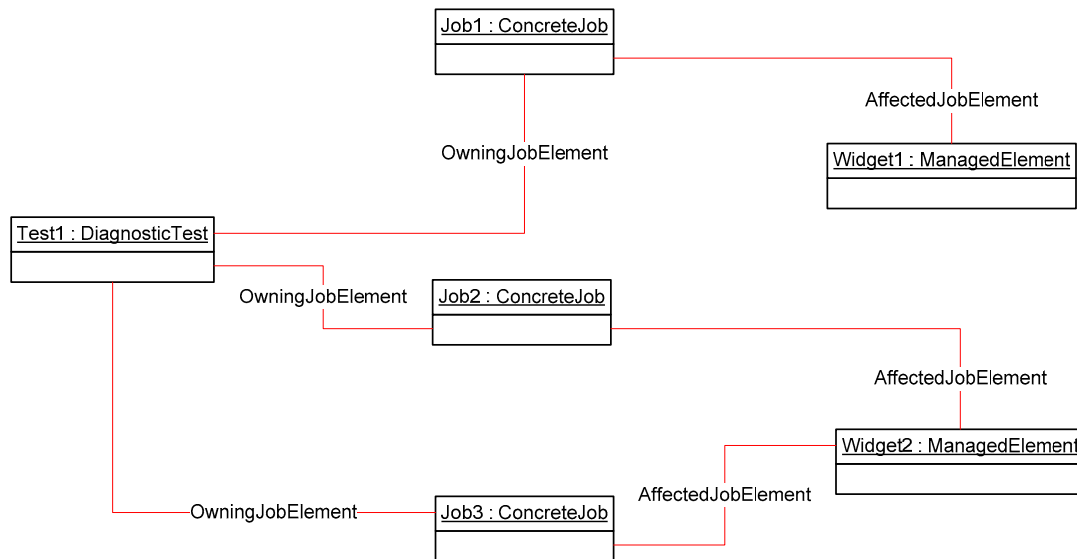 Job1 : ConcreteJob
AffectedJobElement
OwningJobElement
Widget1 : ManagedElement
Test1 : DiagnosticTest
OwningJobElement
Job2 : ConcreteJob
AffectedJobElement
Widget2 : ManagedElement
AffectedJobElement
OwningJobElement
Job3 : ConcreteJob